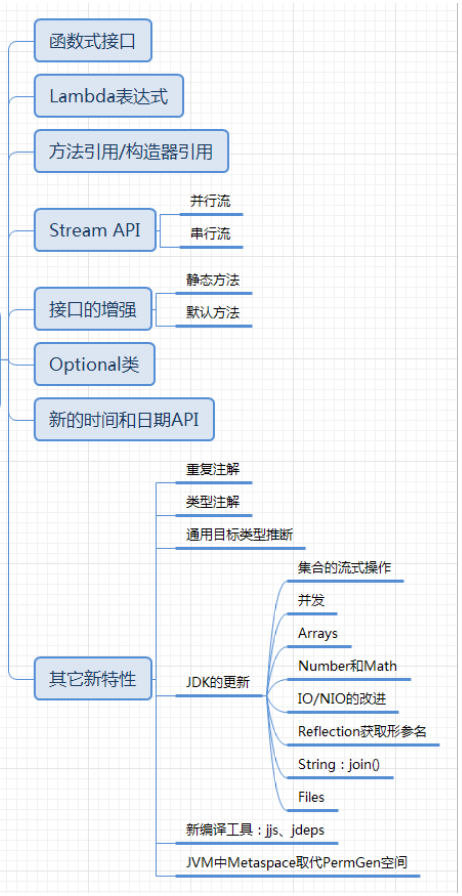 函数式接口
Lambda表达式
方法引用/构造器引用
Stream API
并行流
串行流
接口的增强
静态方法
默认方法
Optional类
新的时间和日期API
其它新特性
重复注解
类型注解
通用目标类型推断
JDK的更新
集合的流式操作
并发
Arrays
Number和Math
IO/NIO的改进
Reflection获取形参名
String：join()
Files
新编译工具：jjs、jdeps
JVM中Metaspace取代PermGen空间